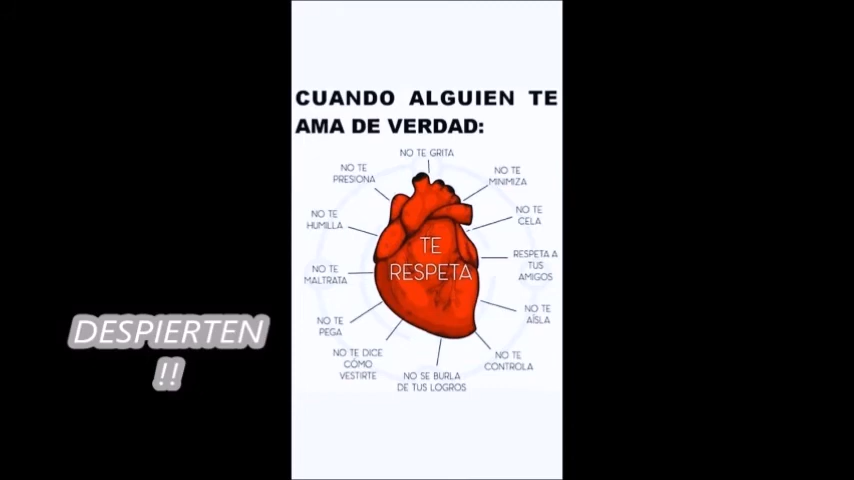 CUANDO ALGUIEN TE
AMA DE VERDAD:
NO TE GRITA
NO TE
PRESIONA
NO TE
MINIMIZA
NO TE
HUMILLA
NO TE
CELA
TE
RESPETA
RESPETA A
TUS
AMIGOS
NO TE
MALTRATA
NO TE
AÍSLA
NO TE
PEGA
NO TE DICE
CÓMO
VESTIRTE
NO SE BURLA
DE TUS LOGROS
NO TE
CONTROLA
DESPIERTEN
!!